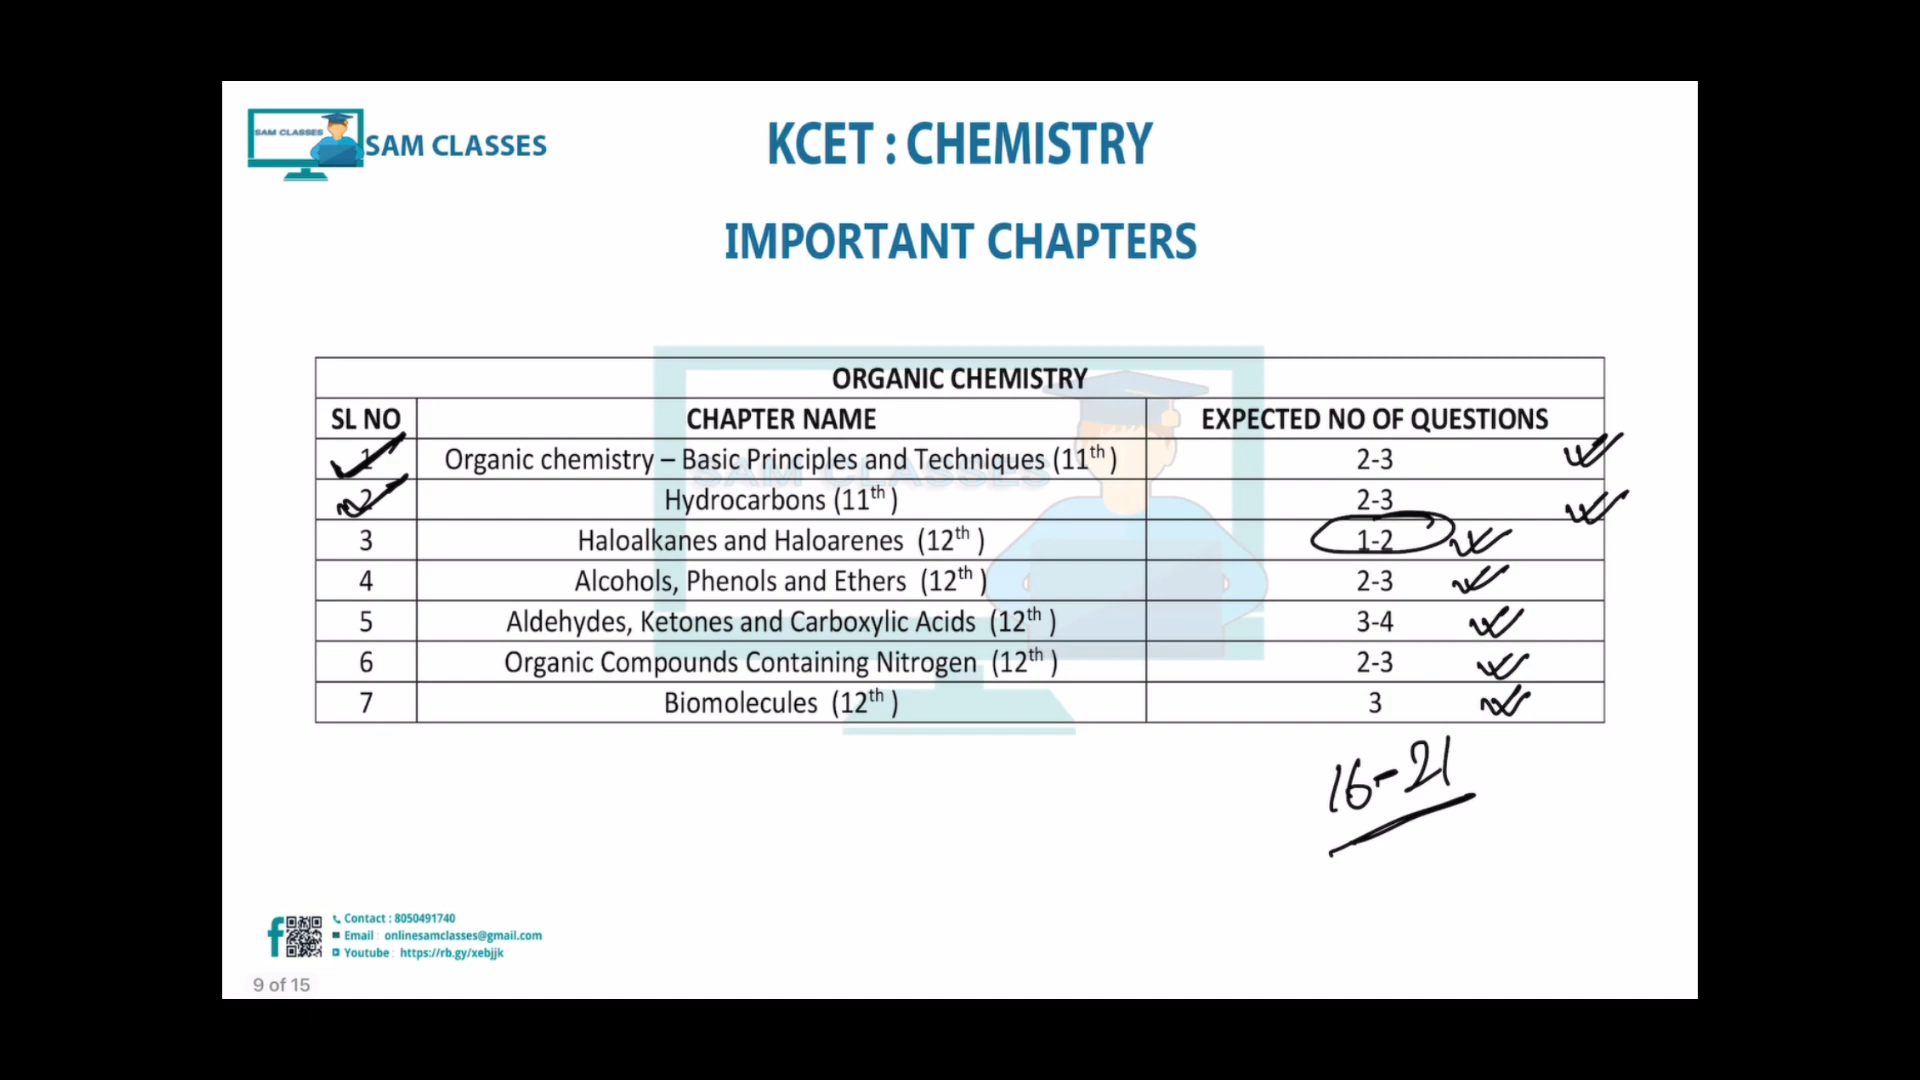 SAM CLASSES
SAM CLASSES
KCET : CHEMISTRY
IMPORTANT CHAPTERS
ORGANIC CHEMISTRY
SL NO CHAPTER NAME EXPECTED NO OF QUESTIONS
1 Organic chemistry – Basic Principles and Techniques (11th ) 2-3
2 Hydrocarbons (11th ) 2-3
3 Haloalkanes and Haloarenes (12th ) 1-2
4 Alcohols, Phenols and Ethers (12th ) 2-3
5 Aldehydes, Ketones and Carboxylic Acids (12th ) 3-4
6 Organic Compounds Containing Nitrogen (12th ) 2-3
7 Biomolecules (12th ) 3
SAM CLASSES
16-21
Contact : 8050491740
Email : onlinesamclasses@gmail.com
Youtube : https://rb.gy/xebjjk
9 of 15